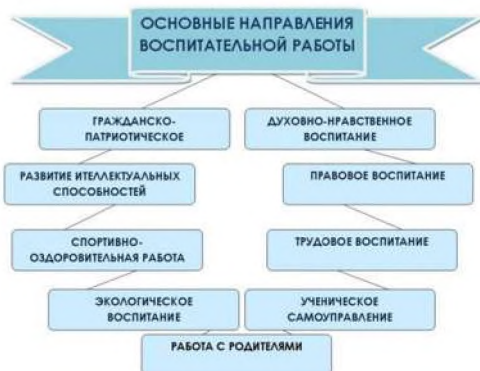 ОСНОВНЫЕ НАПРАВЛЕНИЯ
ВОСПИТАТЕЛЬНОЙ РАБОТЫ
ГРАЖДАНСКО-
ПАТРИОТИЧЕСКОЕ
ДУХОВНО-НРАВСТВЕННОЕ
ВОСПИТАНИЕ
РАЗВИТИЕ ИТЕЛЛЕКТУАЛЬНЫХ
СПОСОБНОСТЕЙ
ПРАВОВОЕ ВОСПИТАНИЕ
СПОРТИВНО-
ОЗДОРОВИТЕЛЬНАЯ РАБОТА
ТРУДОВОЕ ВОСПИТАНИЕ
ЭКОЛОГИЧЕСКОЕ
ВОСПИТАНИЕ
УЧЕНИЧЕСКОЕ
САМОУПРАВЛЕНИЕ
РАБОТА С РОДИТЕЛЯМИ